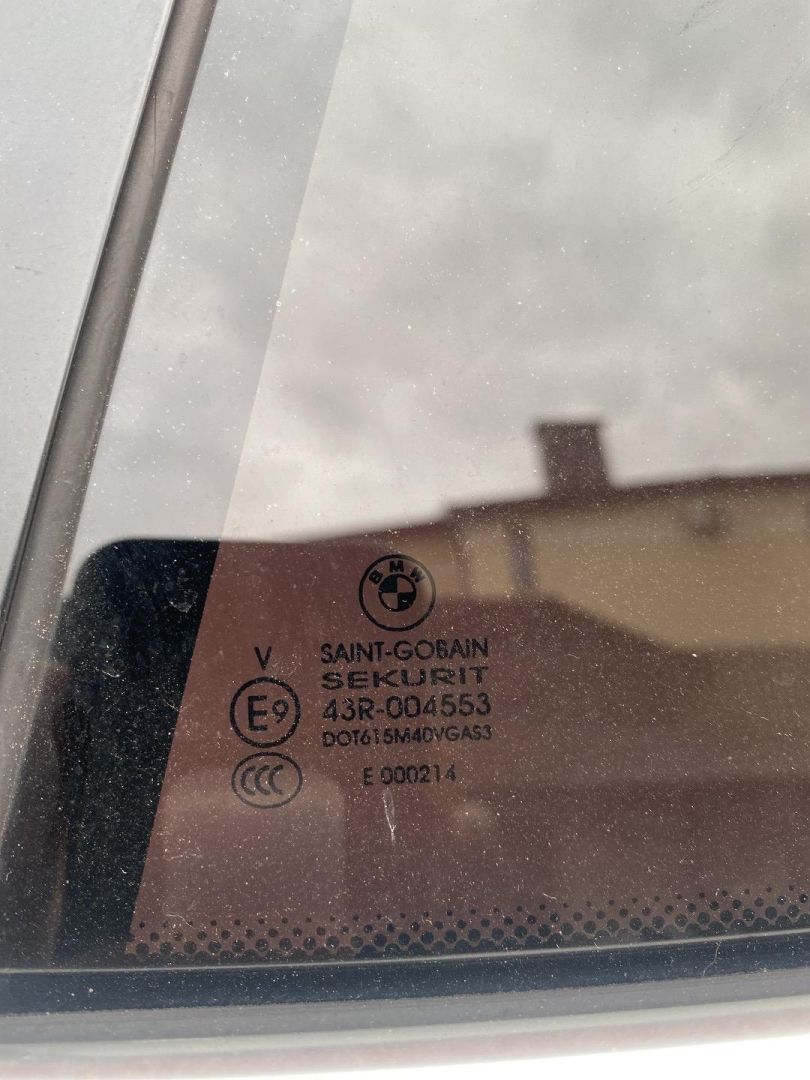 BMW
SAINT-GOBAIN
SEKURIT
V
E9
43R-004553
DOT615M40VGAS3
CCC
E 000214